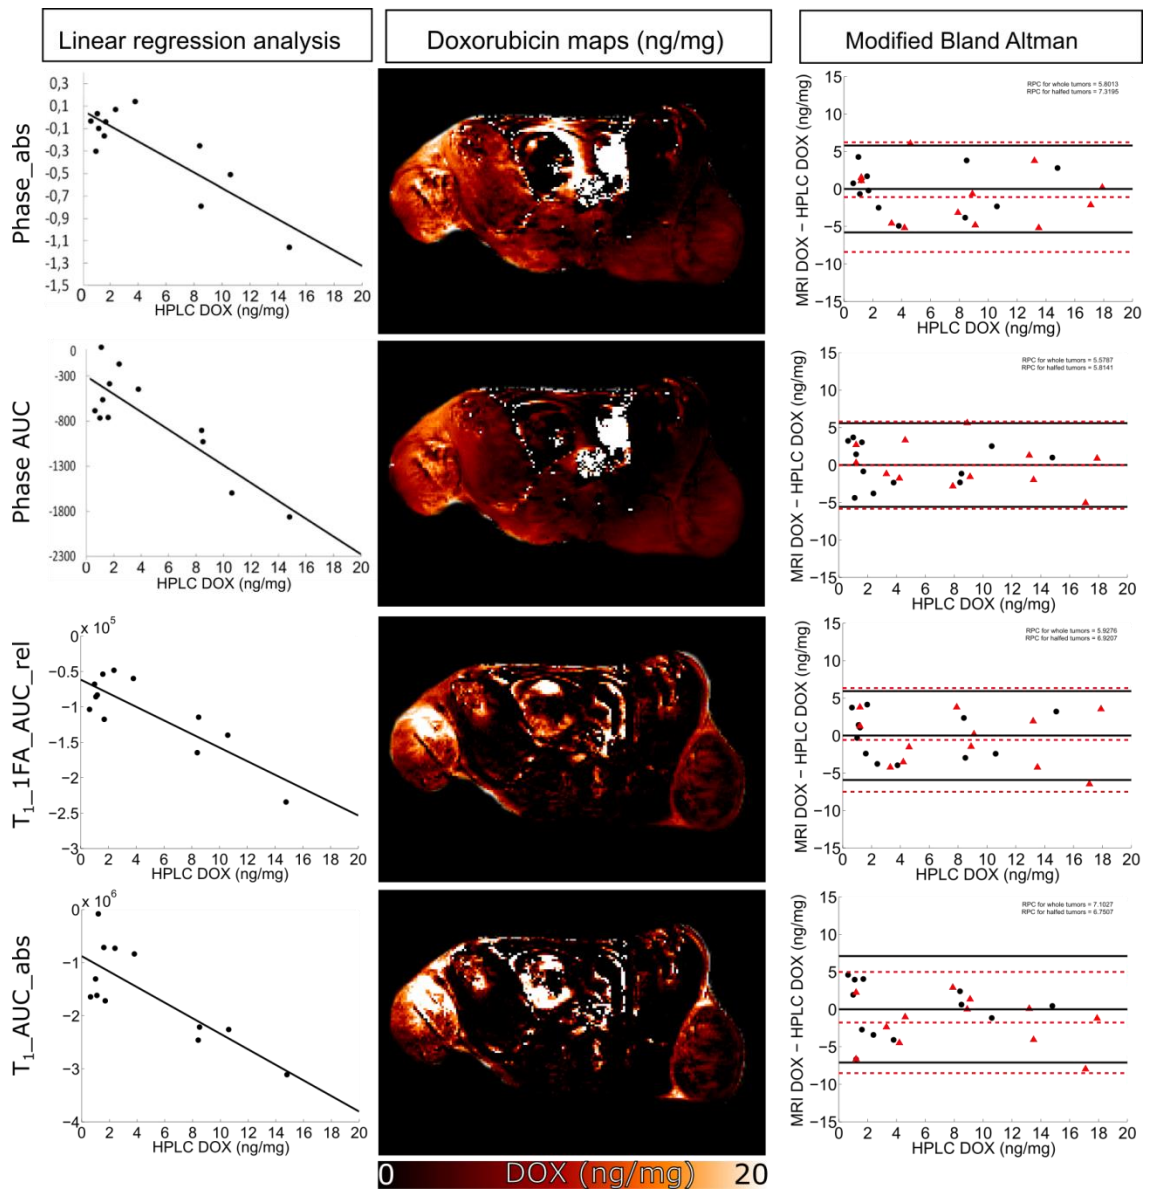 Linear regression analysis
Doxorubicin maps (ng/mg)
Modified Bland Altman
Phase_abs
0,3
0,1
-0,1
-0,3
-0,5
-0,7
-0,9
-1,1
-1,3
-1,5
0 2 4 6 8 10 12 14 16 18 20
HPLC DOX (ng/mg)
MRI DOX − HPLC DOX (ng/mg)
15
10
5
0
−5
−10
−15
RPC for whole tumors = 5.8013
RPC for halfed tumors = 7.3195
0 2 4 6 8 10 12 14 16 18 20
HPLC DOX (ng/mg)
Phase AUC
0
-300
-800
-1300
-1800
-2300
0 2 4 6 8 10 12 14 16 18 20
HPLC DOX (ng/mg)
MRI DOX − HPLC DOX (ng/mg)
15
10
5
0
−5
−10
−15
RPC for whole tumors = 5.5787
RPC for halfed tumors = 5.8141
0 2 4 6 8 10 12 14 16 18 20
HPLC DOX (ng/mg)
T₁_1FA_AUC_rel
x 10⁵
0
−0.5
−1
−1.5
−2
−2.5
−3
0 2 4 6 8 10 12 14 16 18 20
HPLC DOX (ng/mg)
MRI DOX − HPLC DOX (ng/mg)
15
10
5
0
−5
−10
−15
RPC for whole tumors = 5.9276
RPC for halfed tumors = 6.9207
0 2 4 6 8 10 12 14 16 18 20
HPLC DOX (ng/mg)
T₁_AUC_abs
x 10⁶
0
−1
−2
−3
−4
0 2 4 6 8 10 12 14 16 18 20
HPLC DOX (ng/mg)
MRI DOX − HPLC DOX (ng/mg)
15
10
5
0
−5
−10
−15
RPC for whole tumors = 7.1027
RPC for halfed tumors = 6.7507
0 2 4 6 8 10 12 14 16 18 20
HPLC DOX (ng/mg)
0 DOX (ng/mg) 20